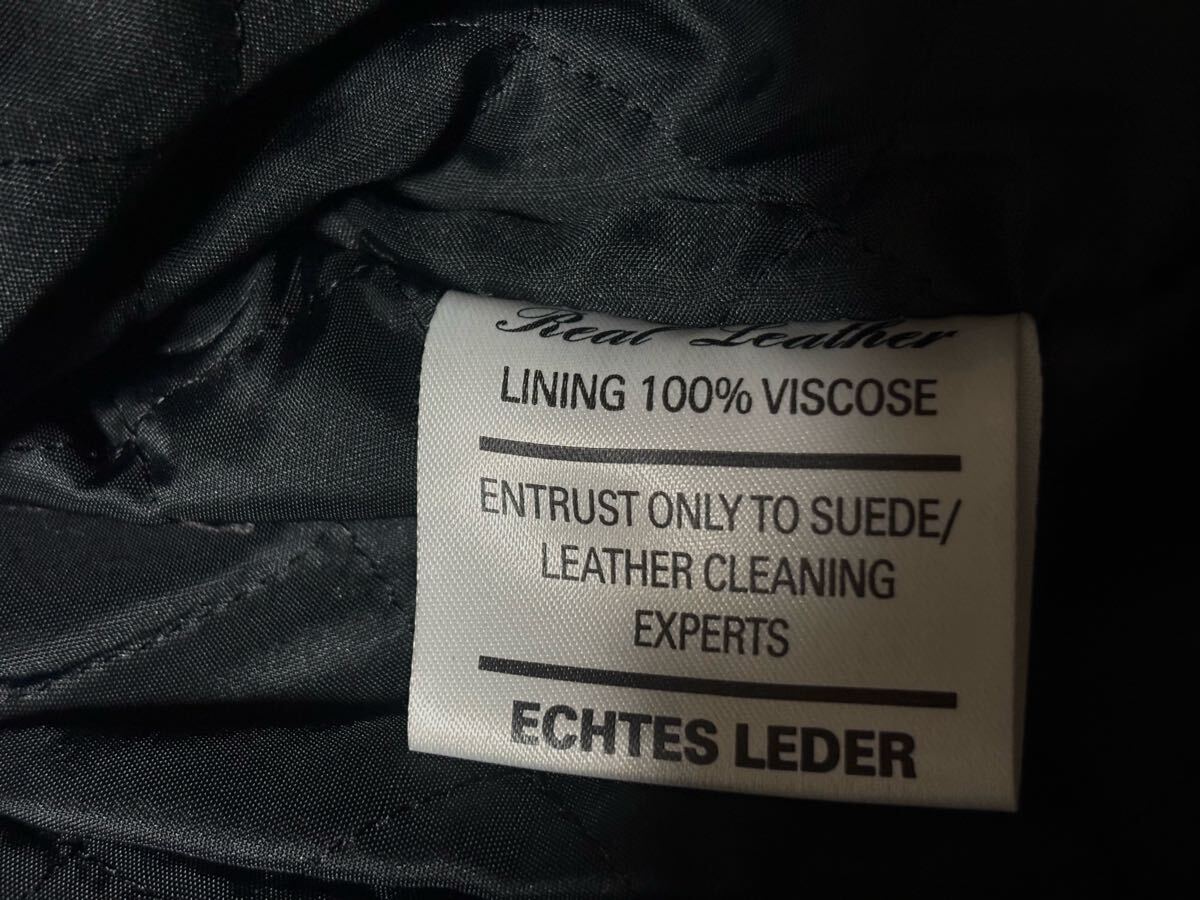 Real Leather
LINING 100% VISCOSE
ENTRUST ONLY TO SUEDE/
LEATHER CLEANING
EXPERTS
ECHTES LEDER